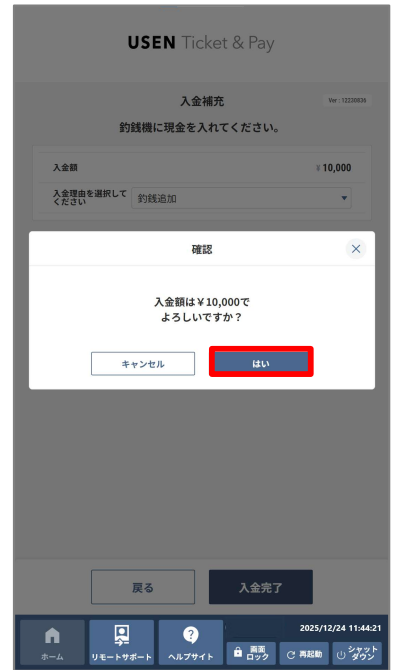 USEN Ticket & Pay
入金補充
Ver : 12238836
釣銭機に現金を入れてください。
入金額
¥ 10,000
入金理由を選択して
ください
釣銭追加
確認
入金額は¥10,000で
よろしいですか？
キャンセル
はい
戻る
入金完了
2025/12/24 11:44:21
ホーム
リモートサポート
ヘルプサイト
画面
ロック
再起動
シャット
ダウン